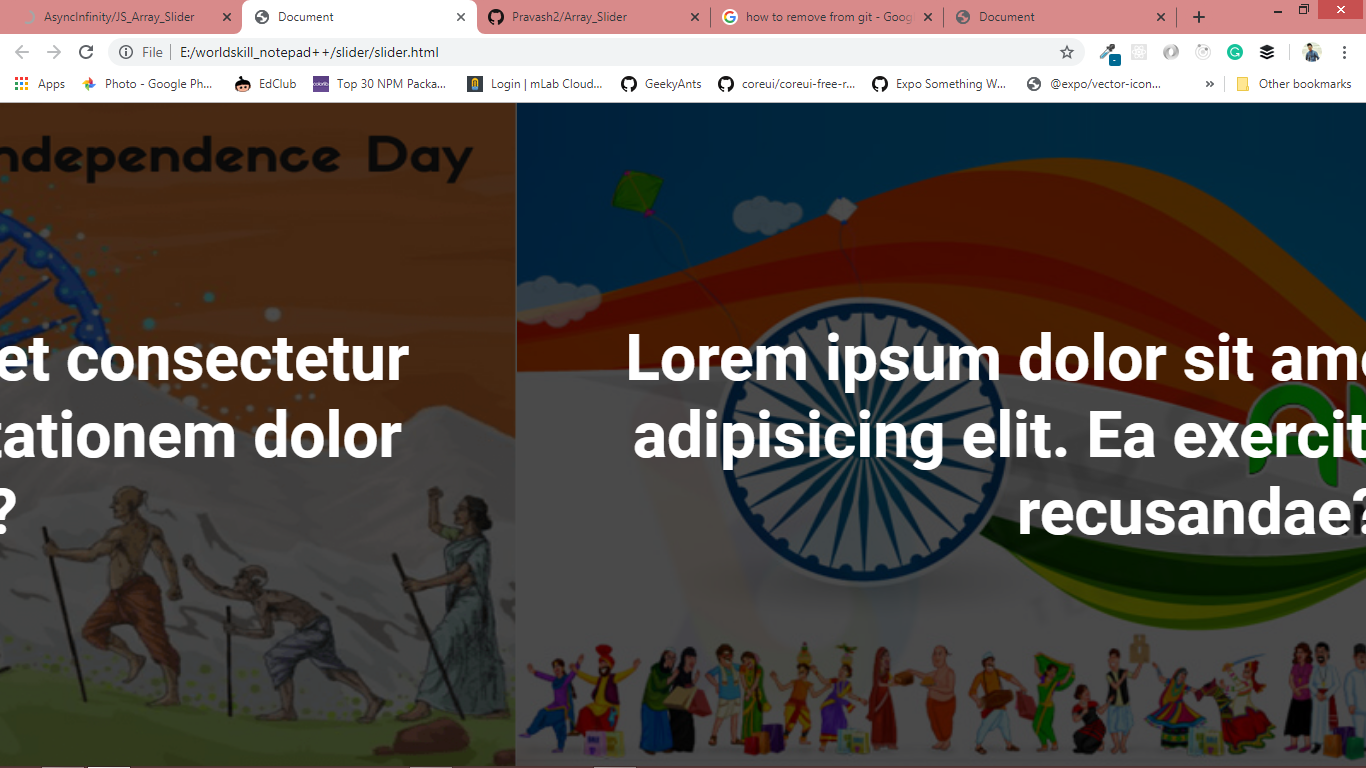 AsyncInfinity/JS_Array_Slider
Document
Pravash2/Array_Slider
how to remove from git - Goog
Document
File
E:/worldskill_notepad++/slider/slider.html
Apps
Photo - Google Ph...
EdClub
Top 30 NPM Packa...
Login | mLab Cloud...
GeekyAnts
coreui/coreui-free-r...
Expo Something W...
@expo/vector-icon...
»
Other bookmarks
ndependence Day
et consectetur
tationem dolor
?
Lorem ipsum dolor sit ame
adipisicing elit. Ea exercit
recusandae?